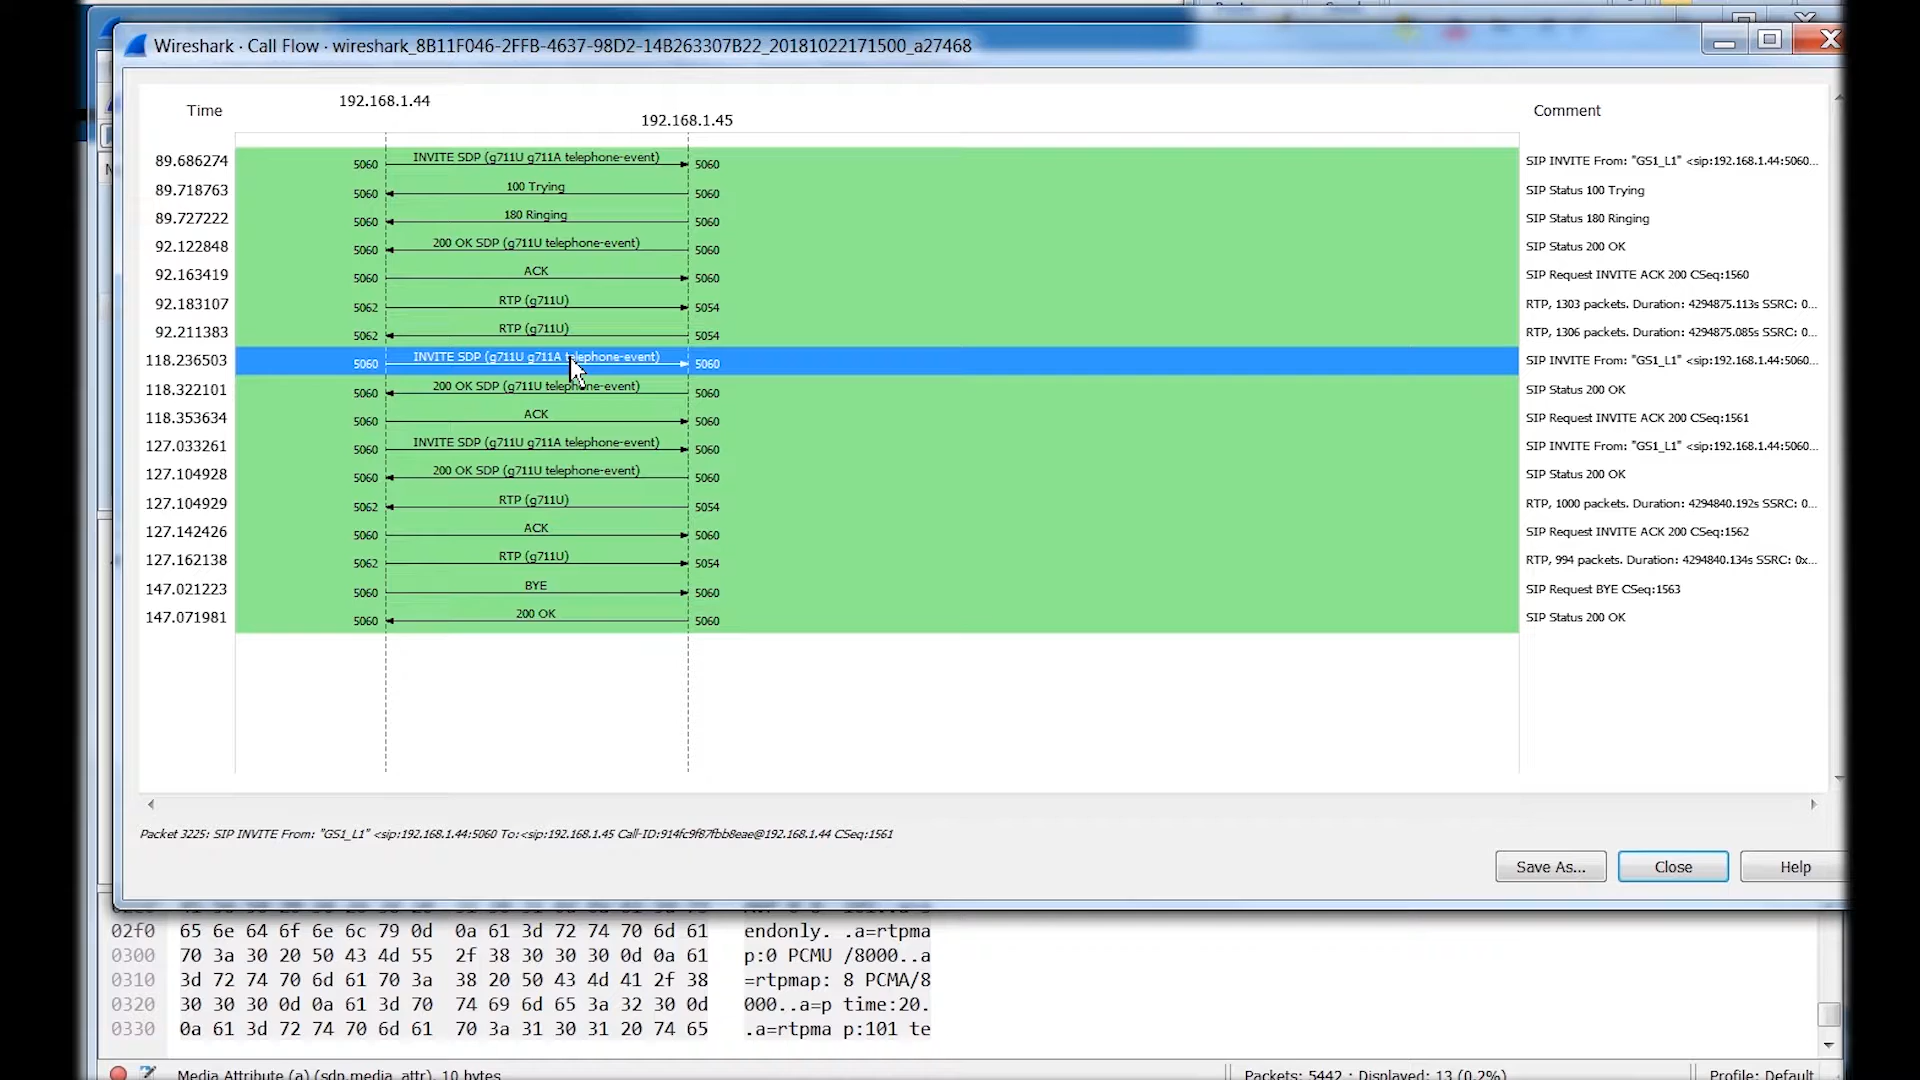 Wireshark · Call Flow · wireshark_8B11F046-2FFB-4637-98D2-14B263307B22_20181022171500_a27468
Time 192.168.1.44 192.168.1.45 Comment
89.686274 5060 INVITE SDP (g711U g711A telephone-event) 5060 SIP INVITE From: "GS1_L1" <sip:192.168.1.44:5060...
89.718763 5060 100 Trying 5060 SIP Status 100 Trying
89.727222 5060 180 Ringing 5060 SIP Status 180 Ringing
92.122848 5060 200 OK SDP (g711U telephone-event) 5060 SIP Status 200 OK
92.163419 5060 ACK 5060 SIP Request INVITE ACK 200 CSeq:1560
92.183107 5062 RTP (g711U) 5054 RTP, 1303 packets. Duration: 4294875.113s SSRC: 0...
92.211383 5062 RTP (g711U) 5054 RTP, 1306 packets. Duration: 4294875.085s SSRC: 0...
118.236503 5060 INVITE SDP (g711U g711A telephone-event) 5060 SIP INVITE From: "GS1_L1" <sip:192.168.1.44:5060...
118.322101 5060 200 OK SDP (g711U telephone-event) 5060 SIP Status 200 OK
118.353634 5060 ACK 5060 SIP Request INVITE ACK 200 CSeq:1561
127.033261 5060 INVITE SDP (g711U g711A telephone-event) 5060 SIP INVITE From: "GS1_L1" <sip:192.168.1.44:5060...
127.104928 5060 200 OK SDP (g711U telephone-event) 5060 SIP Status 200 OK
127.104929 5062 RTP (g711U) 5054 RTP, 1000 packets. Duration: 4294840.192s SSRC: 0...
127.142426 5060 ACK 5060 SIP Request INVITE ACK 200 CSeq:1562
127.162138 5062 RTP (g711U) 5054 RTP, 994 packets. Duration: 4294840.134s SSRC: 0x...
147.021223 5060 BYE 5060 SIP Request BYE CSeq:1563
147.071981 5060 200 OK 5060 SIP Status 200 OK
Packet 3225: SIP INVITE From: "GS1_L1" <sip:192.168.1.44:5060 To:<sip:192.168.1.45 Call-ID:914fc9f87fbb8eae@192.168.1.44 CSeq:1561
Save As... Close Help
02f0 65 6e 64 6f 6e 6c 79 0d 0a 61 3d 72 74 70 6d 61 endonly. .a=rtpma
0300 70 3a 30 20 50 43 4d 55 2f 38 30 30 30 0d 0a 61 p:0 PCMU /8000..a
0310 3d 72 74 70 6d 61 70 3a 38 20 50 43 4d 41 2f 38 =rtpmap: 8 PCMA/8
0320 30 30 30 0d 0a 61 3d 70 74 69 6d 65 3a 32 30 0d 000..a=p time:20.
0330 0a 61 3d 72 74 70 6d 61 70 3a 31 30 31 20 74 65 .a=rtpma p:101 te
Media Attribute (a) (sdp.media_attr), 10 bytes Packets: 5442 · Displayed: 13 (0.2%) Profile: Default